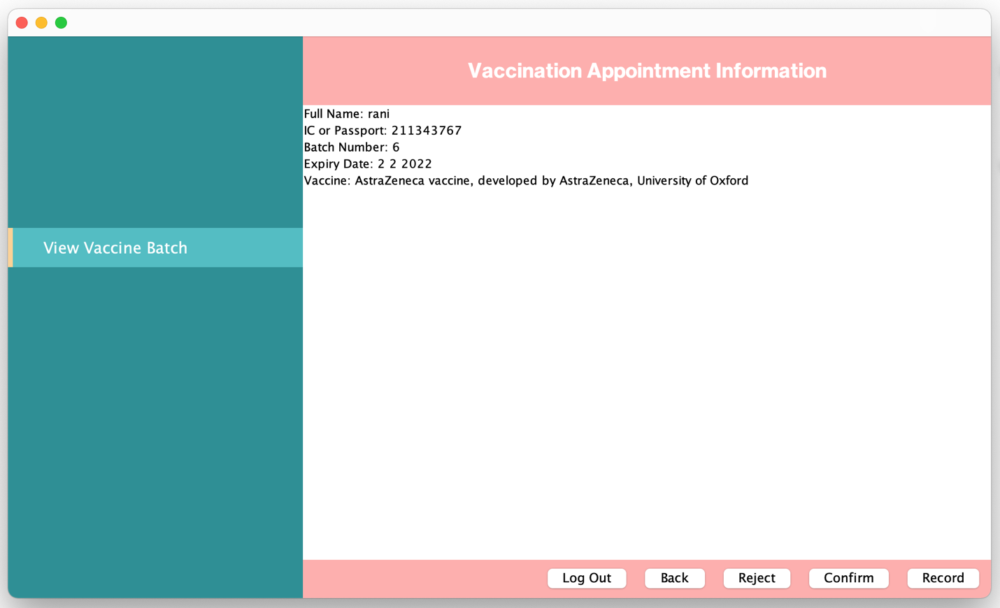 Vaccination Appointment Information
Full Name: rani
IC or Passport: 211343767
Batch Number: 6
Expiry Date: 2 2 2022
Vaccine: AstraZeneca vaccine, developed by AstraZeneca, University of Oxford
View Vaccine Batch
Log Out
Back
Reject
Confirm
Record